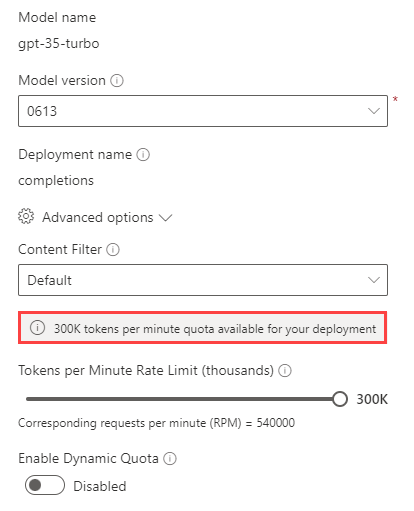 Model name
gpt-35-turbo
Model version
0613
*
Deployment name
completions
Advanced options
Content Filter
Default
300K tokens per minute quota available for your deployment
Tokens per Minute Rate Limit (thousands)
300K
Corresponding requests per minute (RPM) = 540000
Enable Dynamic Quota
Disabled